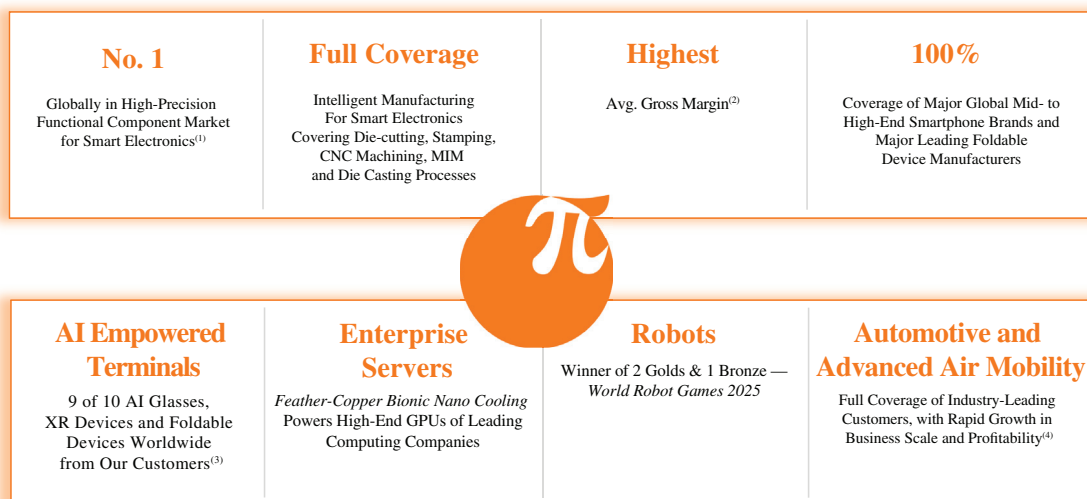 No. 1
Globally in High-Precision
Functional Component Market
for Smart Electronics(1)
Full Coverage
Intelligent Manufacturing
For Smart Electronics
Covering Die-cutting, Stamping,
CNC Machining, MIM
and Die Casting Processes
Highest
Avg. Gross Margin(2)
100%
Coverage of Major Global Mid- to
High-End Smartphone Brands and
Major Leading Foldable
Device Manufacturers
π
AI Empowered
Terminals
9 of 10 AI Glasses,
XR Devices and Foldable
Devices Worldwide
from Our Customers(3)
Enterprise
Servers
Feather-Copper Bionic Nano Cooling
Powers High-End GPUs of Leading
Computing Companies
Robots
Winner of 2 Golds & 1 Bronze —
World Robot Games 2025
Automotive and
Advanced Air Mobility
Full Coverage of Industry-Leading
Customers, with Rapid Growth in
Business Scale and Profitability(4)